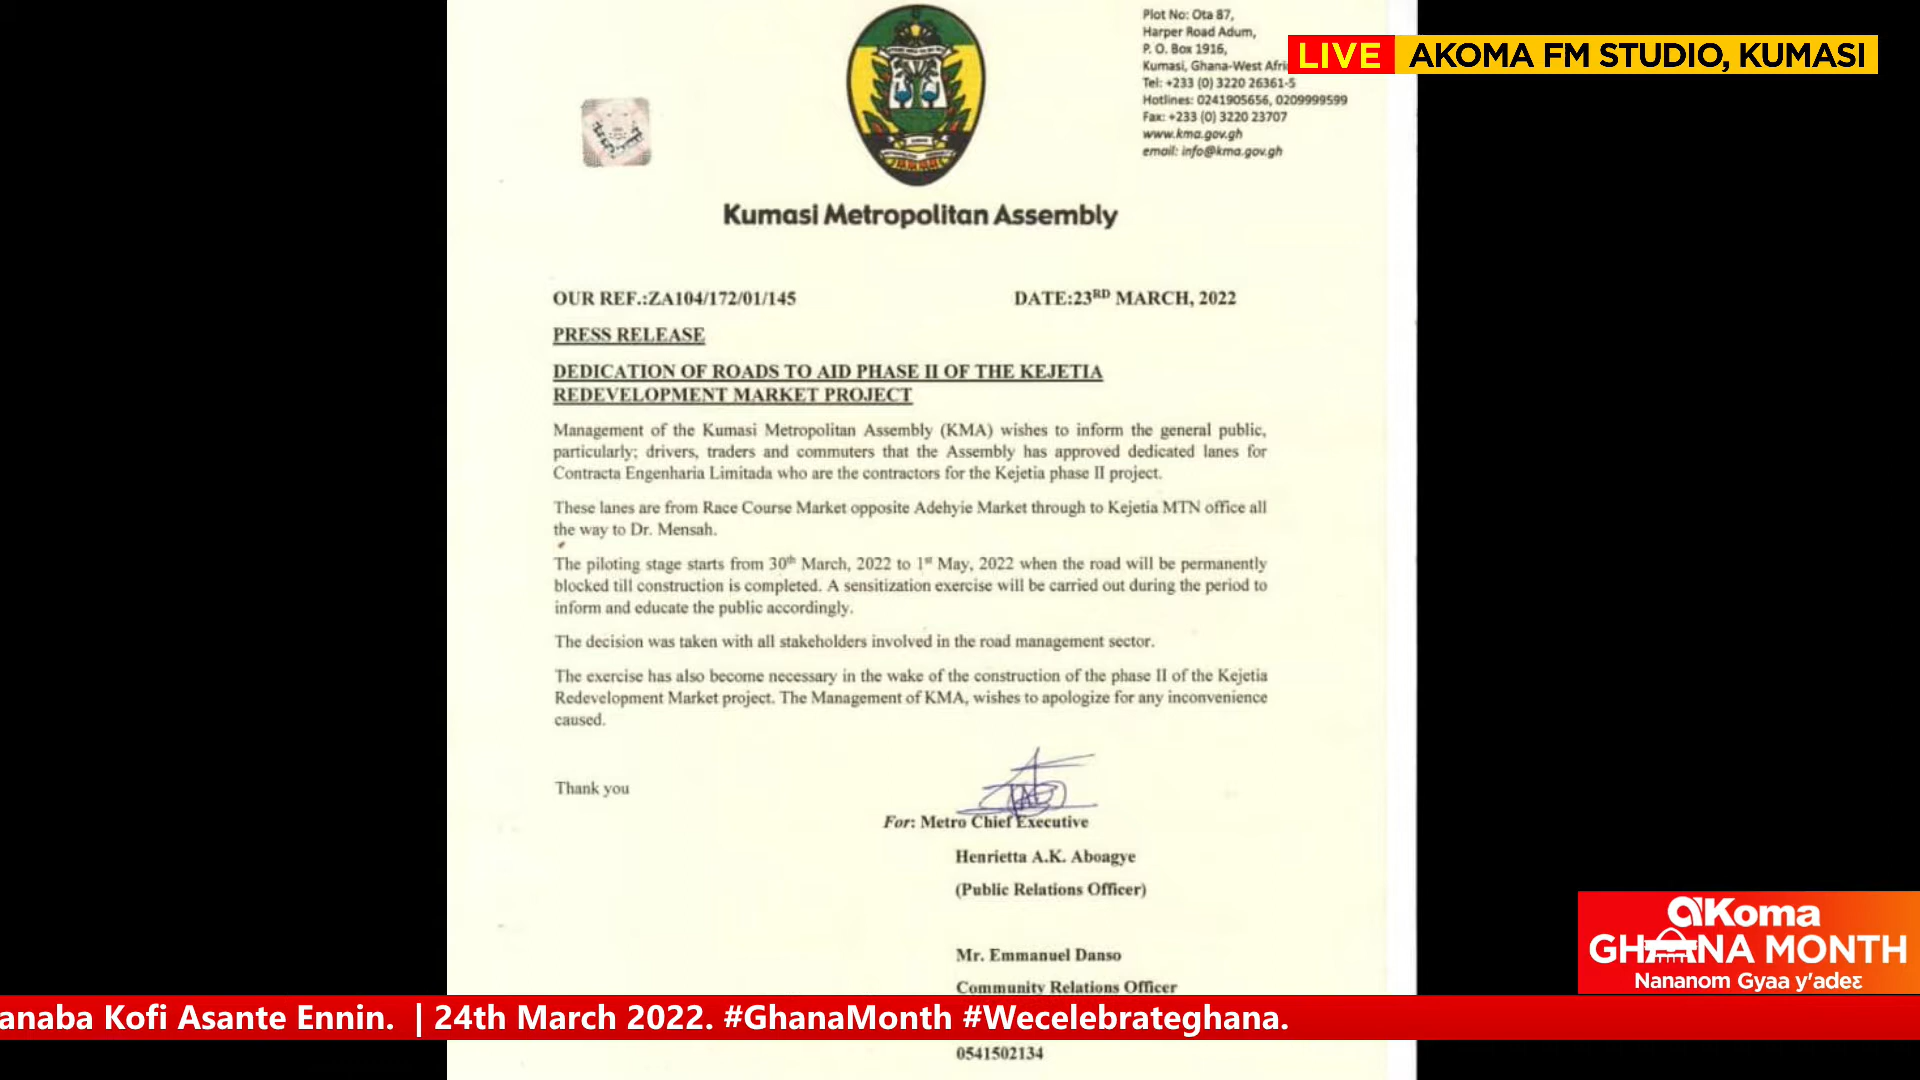 Plot No: Ota 87,
Harper Road Adum,
P. O. Box 1916,
Kumasi, Ghana-West Afri
Tel: +233 (0) 3220 26361-5
Hotlines: 0241905656, 0209999599
Fax: +233 (0) 3220 23707
www.kma.gov.gh
email: info@kma.gov.gh
LIVE AKOMA FM STUDIO, KUMASI
Kumasi Metropolitan Assembly
OUR REF.:ZA104/172/01/145 DATE:23RD MARCH, 2022
PRESS RELEASE
DEDICATION OF ROADS TO AID PHASE II OF THE KEJETIA
REDEVELOPMENT MARKET PROJECT
Management of the Kumasi Metropolitan Assembly (KMA) wishes to inform the general public,
particularly; drivers, traders and commuters that the Assembly has approved dedicated lanes for
Contracta Engenharia Limitada who are the contractors for the Kejetia phase II project.
These lanes are from Race Course Market opposite Adehyie Market through to Kejetia MTN office all
the way to Dr. Mensah.
The piloting stage starts from 30th March, 2022 to 1st May, 2022 when the road will be permanently
blocked till construction is completed. A sensitization exercise will be carried out during the period to
inform and educate the public accordingly.
The decision was taken with all stakeholders involved in the road management sector.
The exercise has also become necessary in the wake of the construction of the phase II of the Kejetia
Redevelopment Market project. The Management of KMA, wishes to apologize for any inconvenience
caused.
Thank you
For: Metro Chief Executive
Henrietta A.K. Aboagye
(Public Relations Officer)
Mr. Emmanuel Danso
Community Relations Officer
0541502134
aKoma
GHANA MONTH
Nananom Gyaa y'adeɛ
anaba Kofi Asante Ennin. | 24th March 2022. #GhanaMonth #Wecelebrateghana.